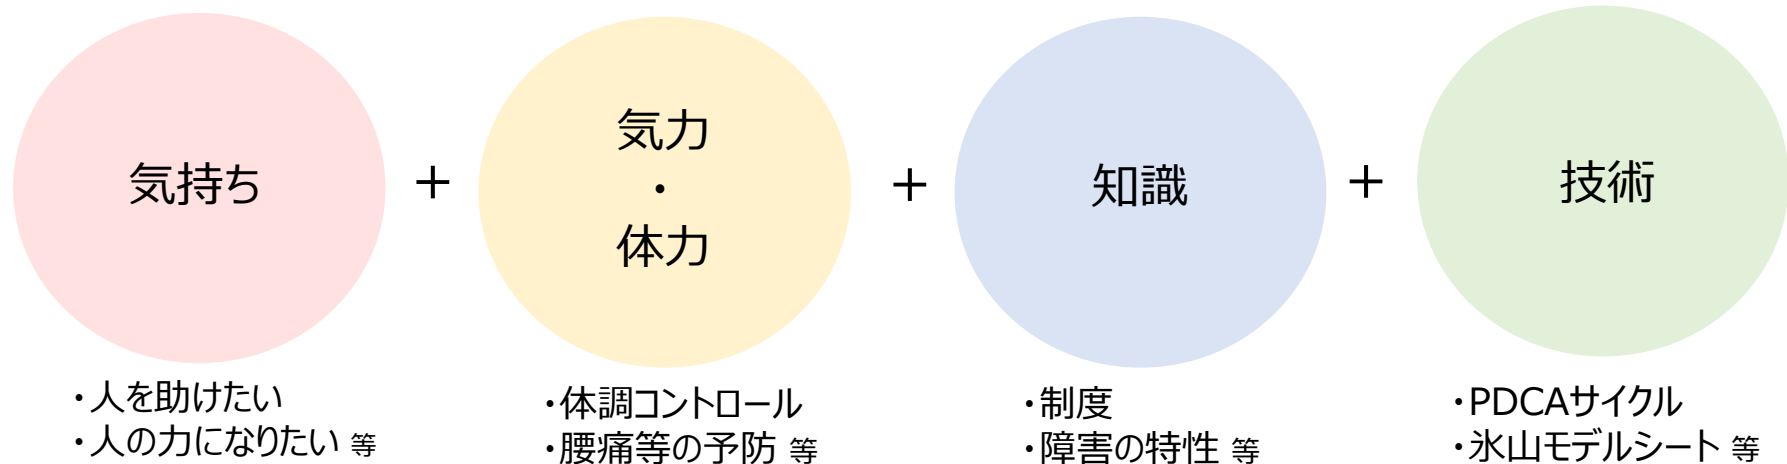 気持ち
+
気力
・
体力
+
知識
+
技術
・人を助けたい
・人の力になりたい 等
・体調コントロール
・腰痛等の予防 等
・制度
・障害の特性 等
・PDCAサイクル
・氷山モデルシート 等